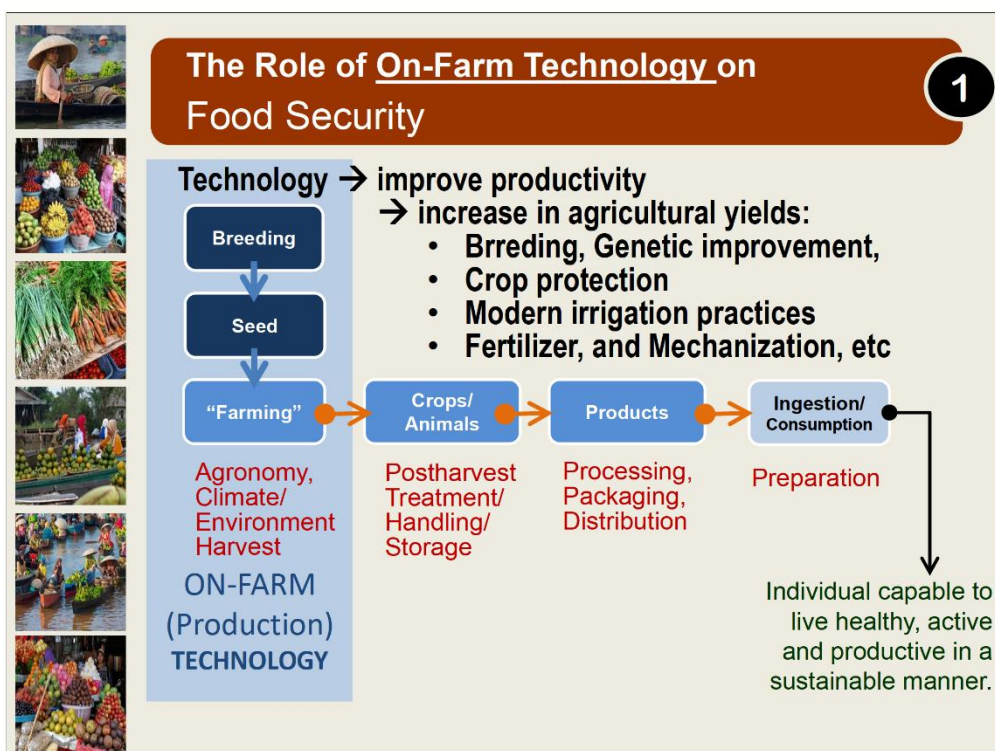 The Role of On-Farm Technology on
Food Security
1
Technology → improve productivity
→ increase in agricultural yields:
• Brreding, Genetic improvement,
• Crop protection
• Modern irrigation practices
• Fertilizer, and Mechanization, etc
Breeding
Seed
“Farming”
Crops/
Animals
Products
Ingestion/
Consumption
Agronomy,
Climate/
Environment
Harvest
Postharvest
Treatment/
Handling/
Storage
Processing,
Packaging,
Distribution
Preparation
ON-FARM
(Production)
TECHNOLOGY
Individual capable to
live healthy, active
and productive in a
sustainable manner.